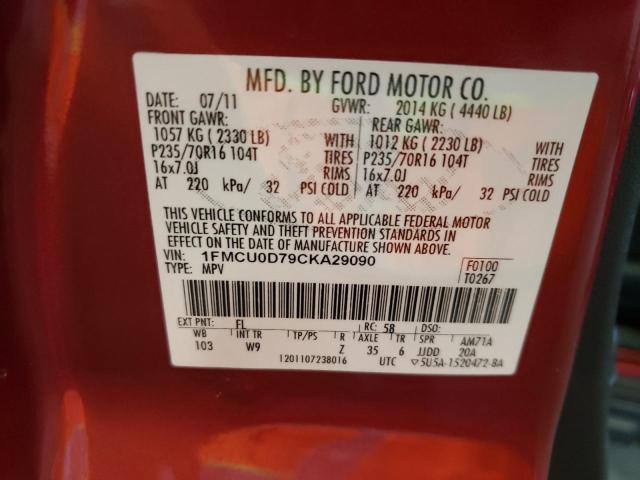 MFD. BY FORD MOTOR CO.
DATE: 07/11 GVWR: 2014 KG ( 4440 LB)
FRONT GAWR: REAR GAWR:
1057 KG ( 2330 LB) WITH 1012 KG ( 2230 LB) WITH
P235/70R16 104T TIRES P235/70R16 104T TIRES
16x7.0J RIMS 16x7.0J RIMS
AT 220 kPa/ 32 PSI COLD AT 220 kPa/ 32 PSI COLD
THIS VEHICLE CONFORMS TO ALL APPLICABLE FEDERAL MOTOR
VEHICLE SAFETY AND THEFT PREVENTION STANDARDS IN
EFFECT ON THE DATE OF MANUFACTURE SHOWN ABOVE.
VIN: 1FMCU0D79CKA29090 F0100
TYPE: MPV T0267
EXT PNT: FL RC: 58 DSO:
WB INT TR TP/PS R AXLE TR SPR AM71A
103 W9 Z 35 6 JJDD 20A
1201107238016 UTC ▽5U5A-1520472-BA